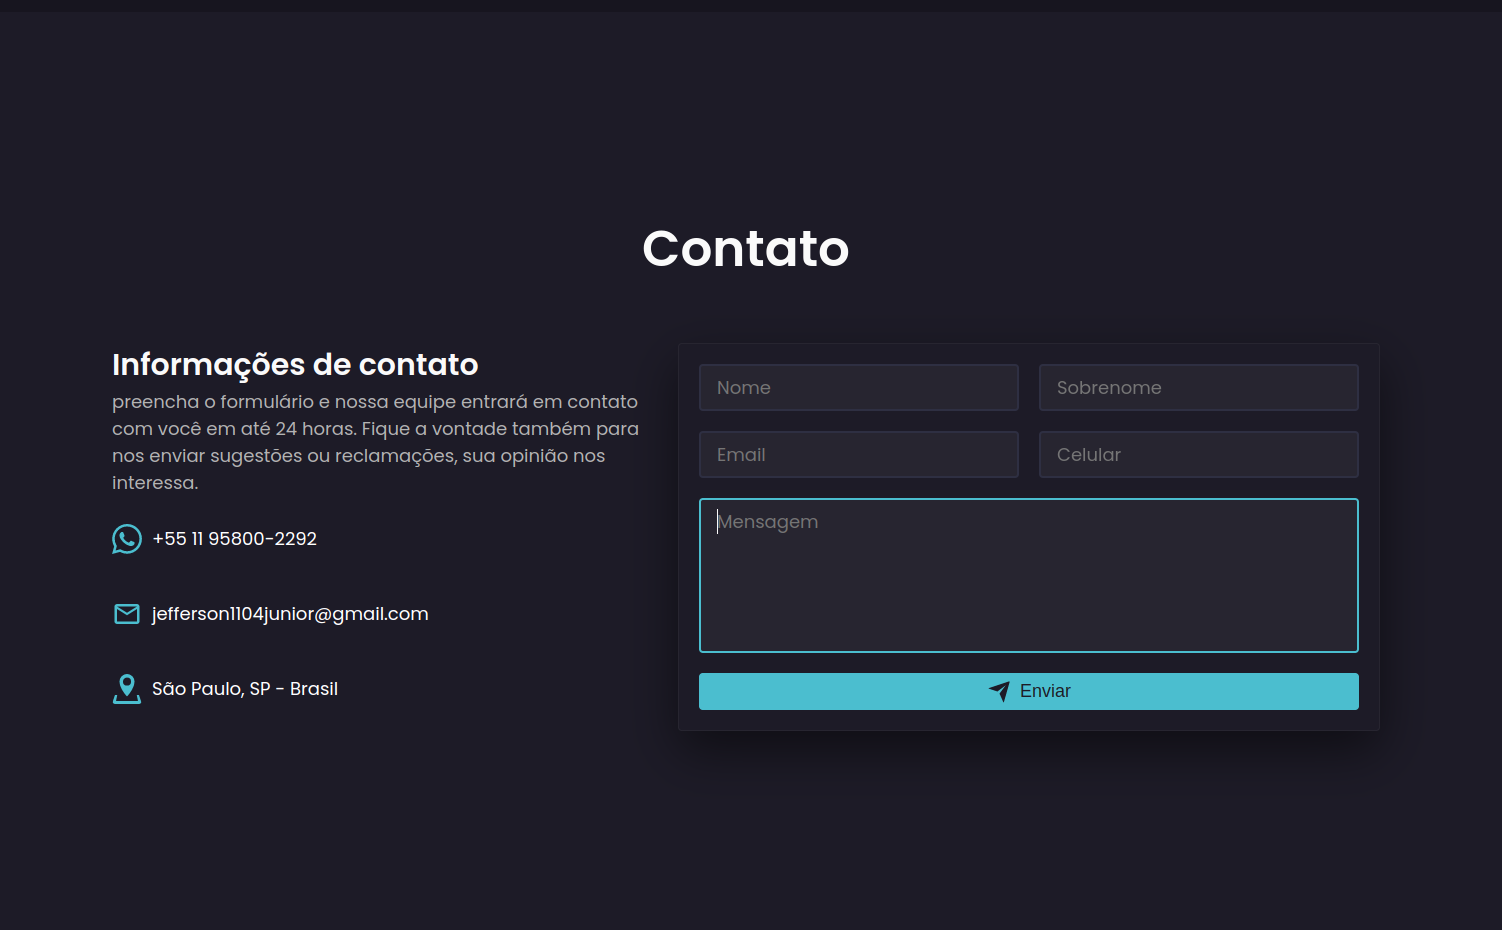 Contato
Informações de contato
preencha o formulário e nossa equipe entrará em contato
com você em até 24 horas. Fique a vontade também para
nos enviar sugestões ou reclamações, sua opinião nos
interessa.
+55 11 95800-2292
jefferson1104junior@gmail.com
São Paulo, SP - Brasil
Nome
Sobrenome
Email
Celular
Mensagem
Enviar